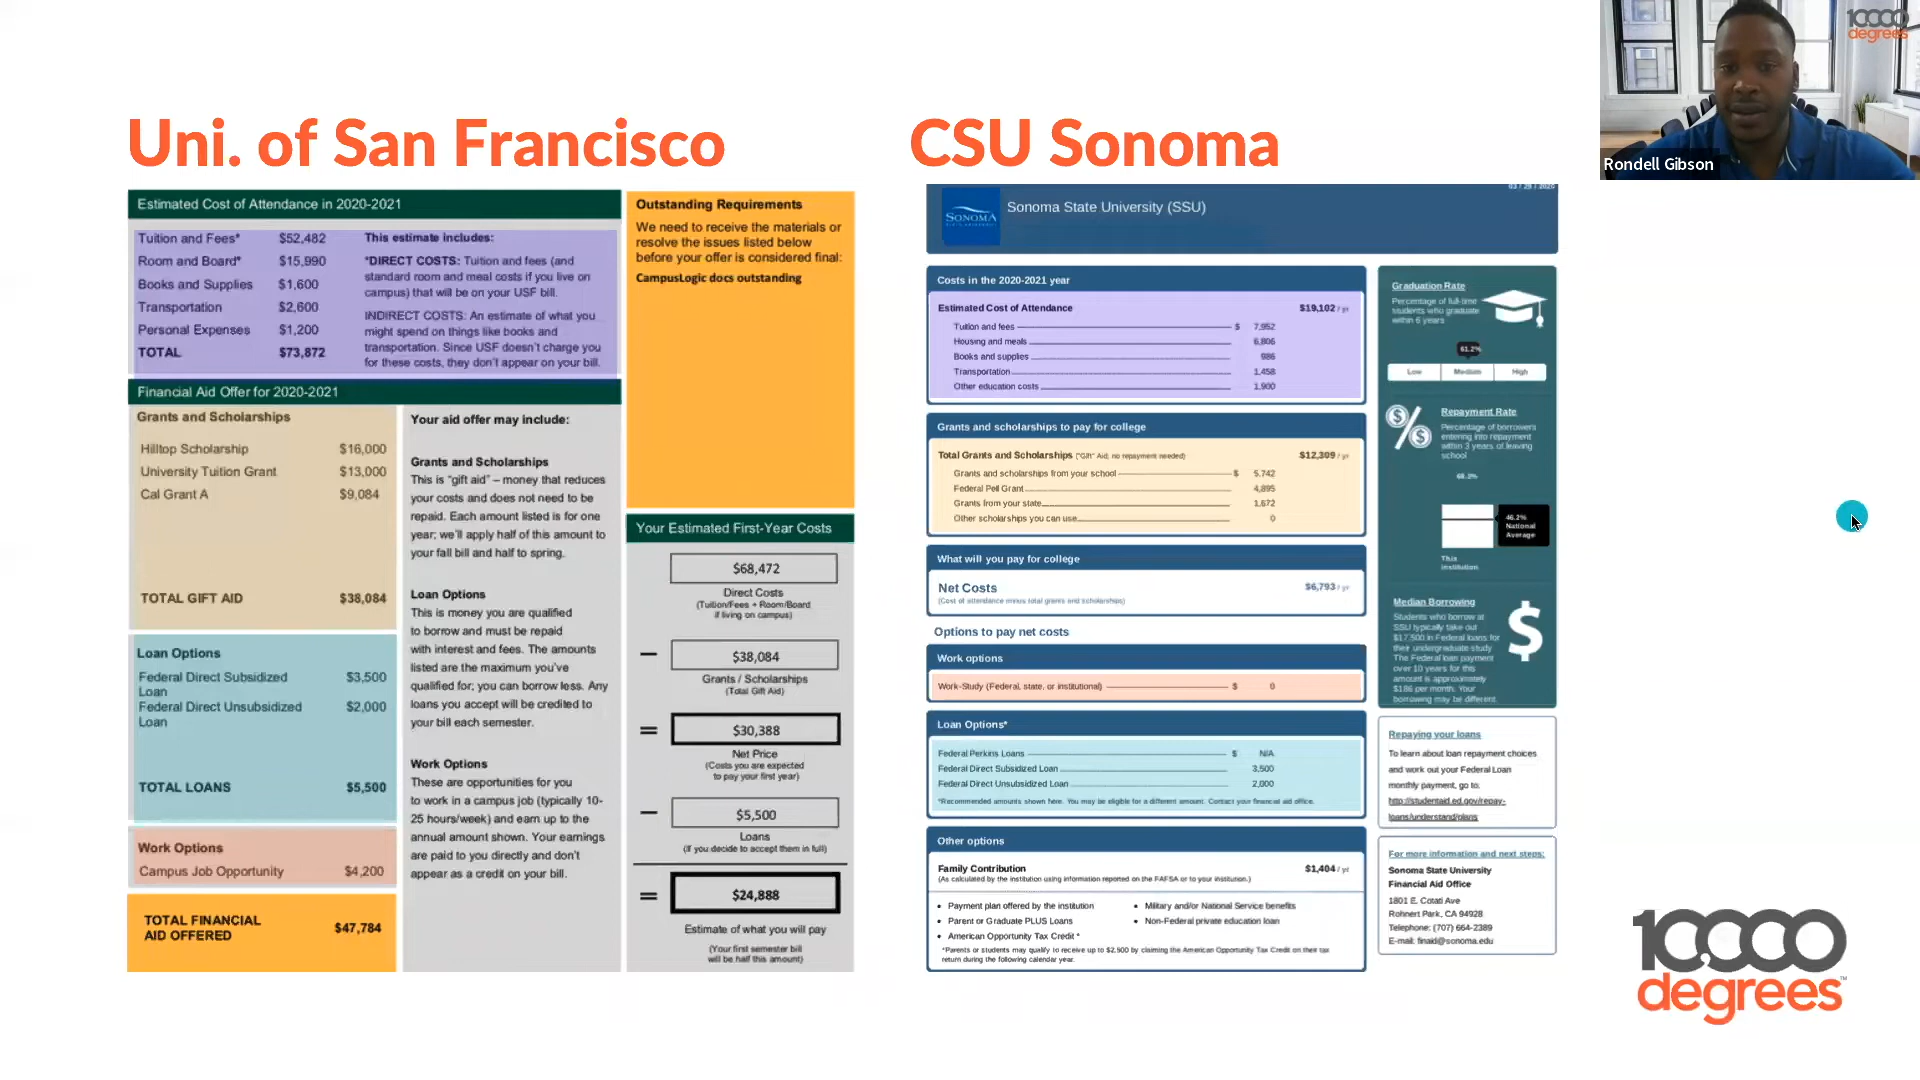 10000
degrees
Rondell Gibson
Uni. of San Francisco
Estimated Cost of Attendance in 2020-2021
Tuition and Fees* $52,482
Room and Board* $15,990
Books and Supplies $1,600
Transportation $2,600
Personal Expenses $1,200
TOTAL $73,872
This estimate includes:
*DIRECT COSTS: Tuition and fees (and
standard room and meal costs if you live on
campus) that will be on your USF bill.
INDIRECT COSTS: An estimate of what you
might spend on things like books and
transportation. Since USF doesn't charge you
for these costs, they don't appear on your bill.
Financial Aid Offer for 2020-2021
Grants and Scholarships
Hilltop Scholarship $16,000
University Tuition Grant $13,000
Cal Grant A $9,084
TOTAL GIFT AID $38,084
Loan Options
Federal Direct Subsidized $3,500
Loan
Federal Direct Unsubsidized $2,000
Loan
TOTAL LOANS $5,500
Work Options
Campus Job Opportunity $4,200
TOTAL FINANCIAL
AID OFFERED $47,784
Your aid offer may include:
Grants and Scholarships
This is "gift aid" – money that reduces
your costs and does not need to be
repaid. Each amount listed is for one
year; we'll apply half of this amount to
your fall bill and half to spring.
Loan Options
This is money you are qualified
to borrow and must be repaid
with interest and fees. The amounts
listed are the maximum you've
qualified for; you can borrow less. Any
loans you accept will be credited to
your bill each semester.
Work Options
These are opportunities for you
to work in a campus job (typically 10-
25 hours/week) and earn up to the
annual amount shown. Your earnings
are paid to you directly and don't
appear as a credit on your bill.
Outstanding Requirements
We need to receive the materials or
resolve the issues listed below
before your offer is considered final:
CampusLogic docs outstanding
Your Estimated First-Year Costs
$68,472
Direct Costs
(Tuition/Fees + Room/Board
if living on campus)
— $38,084
Grants / Scholarships
(Total Gift Aid)
= $30,388
Net Price
(Costs you are expected
to pay your first year)
— $5,500
Loans
(If you decide to accept them in full)
= $24,888
Estimate of what you will pay
(Your first semester bill
will be half this amount)
CSU Sonoma
03 / 29 / 2020
SONOMA
Sonoma State University (SSU)
Costs in the 2020-2021 year
Estimated Cost of Attendance $19,102 / yr
Tuition and fees $ 7,952
Housing and meals 6,806
Books and supplies 986
Transportation 1,458
Other education costs 1,900
Grants and scholarships to pay for college
Total Grants and Scholarships ("Gift" Aid; no repayment needed) $12,309 / yr
Grants and scholarships from your school $ 5,742
Federal Pell Grant 4,895
Grants from your state 1,672
Other scholarships you can use 0
What will you pay for college
Net Costs $6,793 / yr
(Cost of attendance minus total grants and scholarships)
Options to pay net costs
Work options
Work-Study (Federal, state, or institutional) $ 0
Loan Options*
Federal Perkins Loans $ N/A
Federal Direct Subsidized Loan 3,500
Federal Direct Unsubsidized Loan 2,000
*Recommended amounts shown here. You may be eligible for a different amount. Contact your financial aid office.
Other options
Family Contribution $1,404 / yr
(As calculated by the institution using information reported on the FAFSA or to your institution.)
• Payment plan offered by the institution
• Parent or Graduate PLUS Loans
• American Opportunity Tax Credit *
• Military and/or National Service benefits
• Non-Federal private education loan
*Parents or students may qualify to receive up to $2,500 by claiming the American Opportunity Tax Credit on their tax
return during the following calendar year.
Graduation Rate
Percentage of full-time
students who graduate
within 6 years
61.2%
Low Medium High
Repayment Rate
Percentage of borrowers
entering into repayment
within 3 years of leaving
school
68.2%
46.2%
National
Average
This
institution
Median Borrowing
Students who borrow at
SSU typically take out
$17,500 in Federal loans for
their undergraduate study
The Federal loan payment
over 10 years for this
amount is approximately
$186 per month. Your
borrowing may be different.
Repaying your loans
To learn about loan repayment choices
and work out your Federal Loan
monthly payment, go to.
http://studentaid.ed.gov/repay-
loans/understand/plans
For more information and next steps:
Sonoma State University
Financial Aid Office
1801 E. Cotati Ave
Rohnert Park, CA 94928
Telephone: (707) 664-2389
E-mail: finaid@sonoma.edu
10,000
degrees™